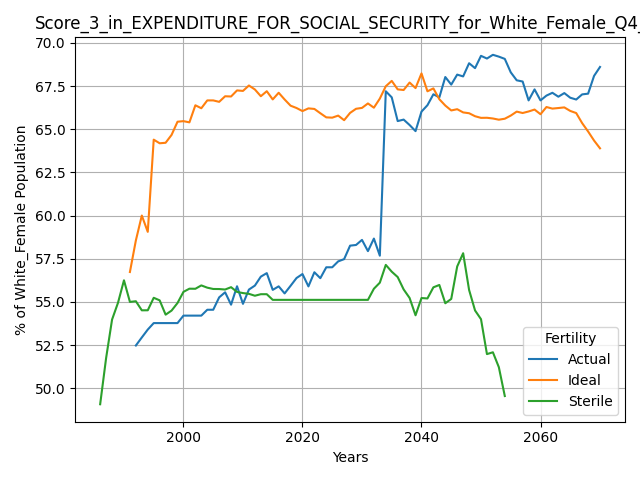 Score_3_in_EXPENDITURE_FOR_SOCIAL_SECURITY_for_White_Female_Q4_
70.0
67.5
65.0
62.5
60.0
57.5
55.0
52.5
50.0
% of White_Female Population
Fertility
Actual
Ideal
Sterile
2000
2020
2040
2060
Years